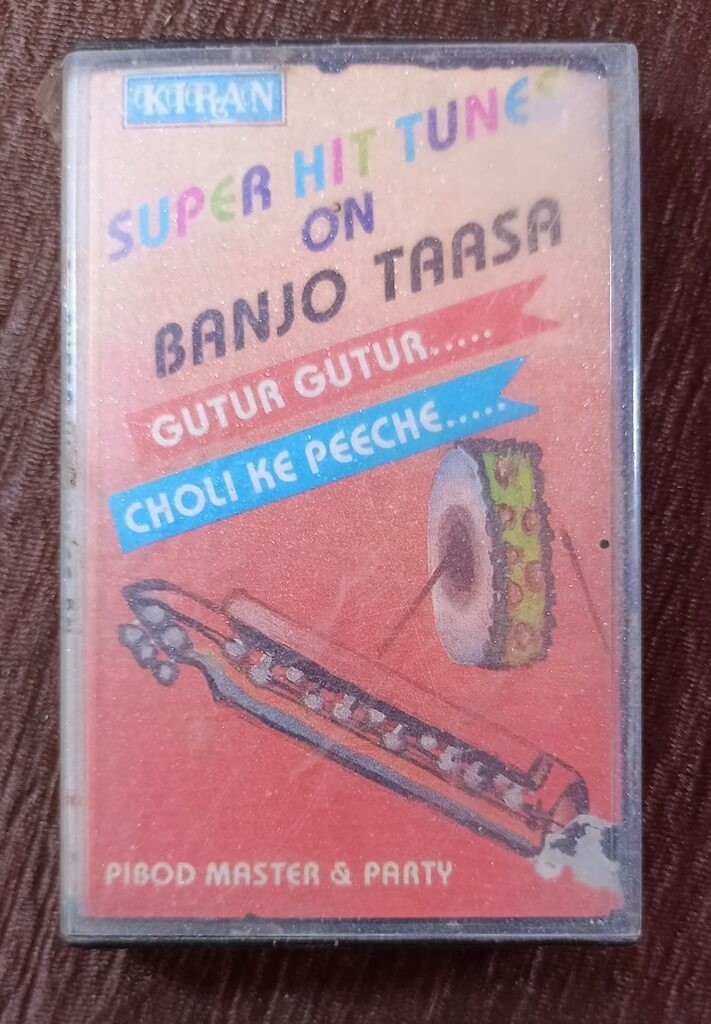 KIRAN
SUPER HIT TUNES
ON
BANJO TAASA
GUTUR GUTUR.....
CHOLI KE PEECHE.....
PIBOD MASTER & PARTY